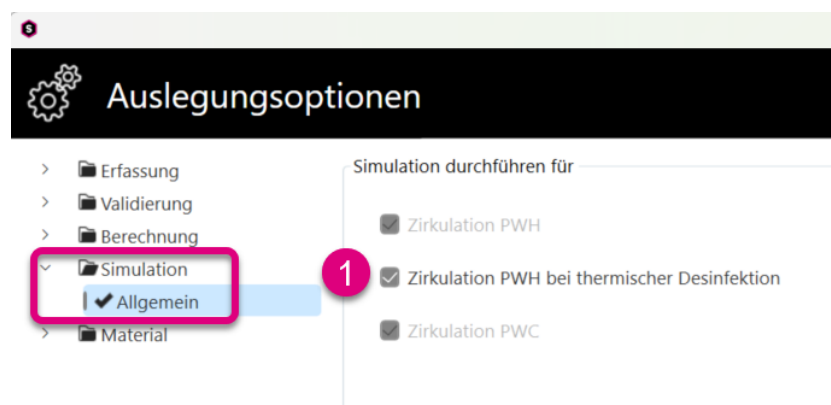 S
Auslegungsoptionen
Erfassung
Validierung
Berechnung
Simulation
Allgemein
Material
Simulation durchführen für
Zirkulation PWH
1
Zirkulation PWH bei thermischer Desinfektion
Zirkulation PWC